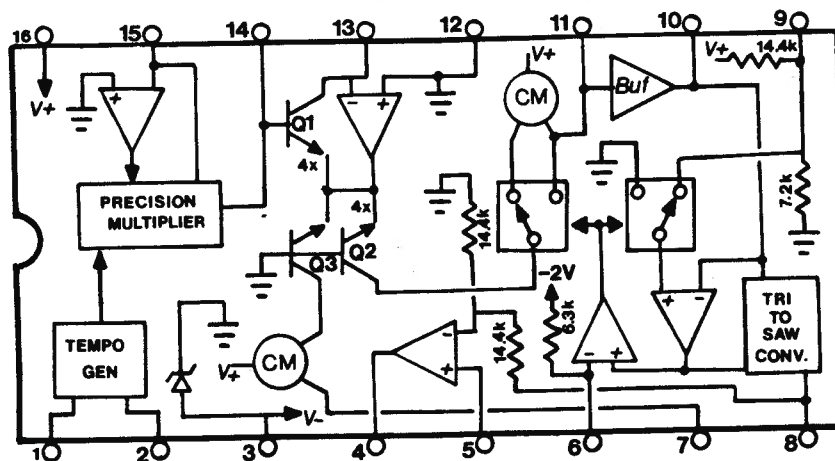 16 15 14 13 12 11 10 9
V+
+
PRECISION
MULTIPLIER
TEMPO
GEN
Q1
4x
- +
4x
Q3 Q2
V+
CM
V-
14.4k
- +
14.4k
V+
CM
Buf
V+ 14.4k
7.2k
-2V
6.3k
- +
+ -
TRI
TO
SAW
CONV.
1 2 3 4 5 6 7 8